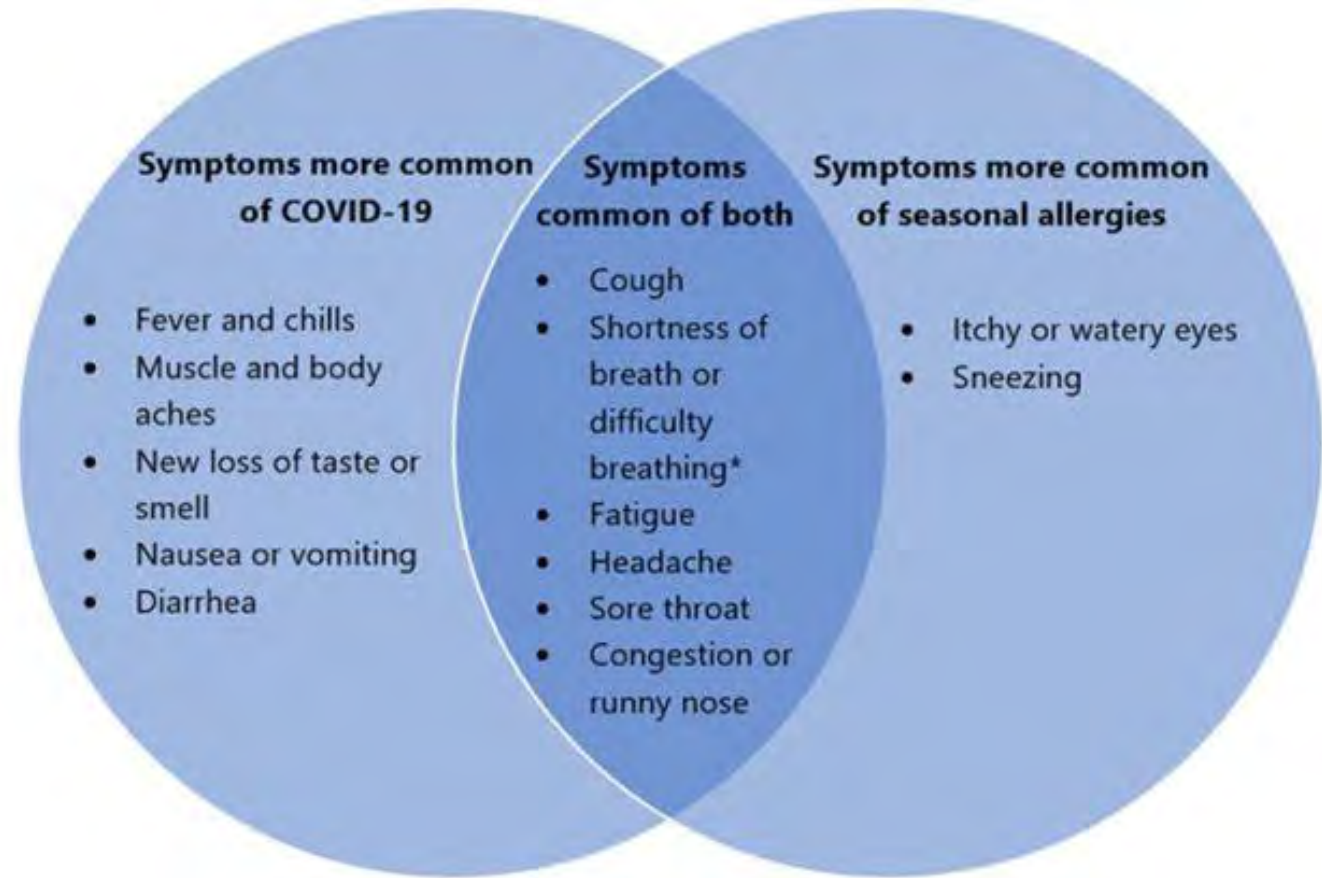 Symptoms more common
of COVID-19
• Fever and chills
• Muscle and body
aches
• New loss of taste or
smell
• Nausea or vomiting
• Diarrhea
Symptoms
common of both
• Cough
• Shortness of
breath or
difficulty
breathing*
• Fatigue
• Headache
• Sore throat
• Congestion or
runny nose
Symptoms more common
of seasonal allergies
• Itchy or watery eyes
• Sneezing